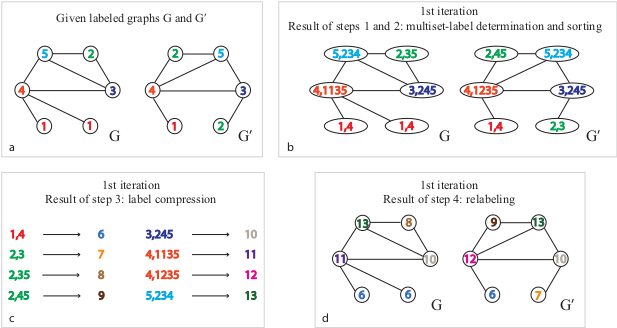 Given labeled graphs G and G′
5 2
4 3
1 1
G
2 5
4 3
1 2
G′
a
1st iteration
Result of steps 1 and 2: multiset-label determination and sorting
5,234 2,35
4,1135 3,245
1,4 1,4
G
2,45 5,234
4,1235 3,245
1,4 2,3
G′
b
1st iteration
Result of step 3: label compression
1,4 → 6 3,245 → 10
2,3 → 7 4,1135 → 11
2,35 → 8 4,1235 → 12
2,45 → 9 5,234 → 13
c
1st iteration
Result of step 4: relabeling
13 8
11 10
6 6
G
9 13
12 10
6 7
G′
d